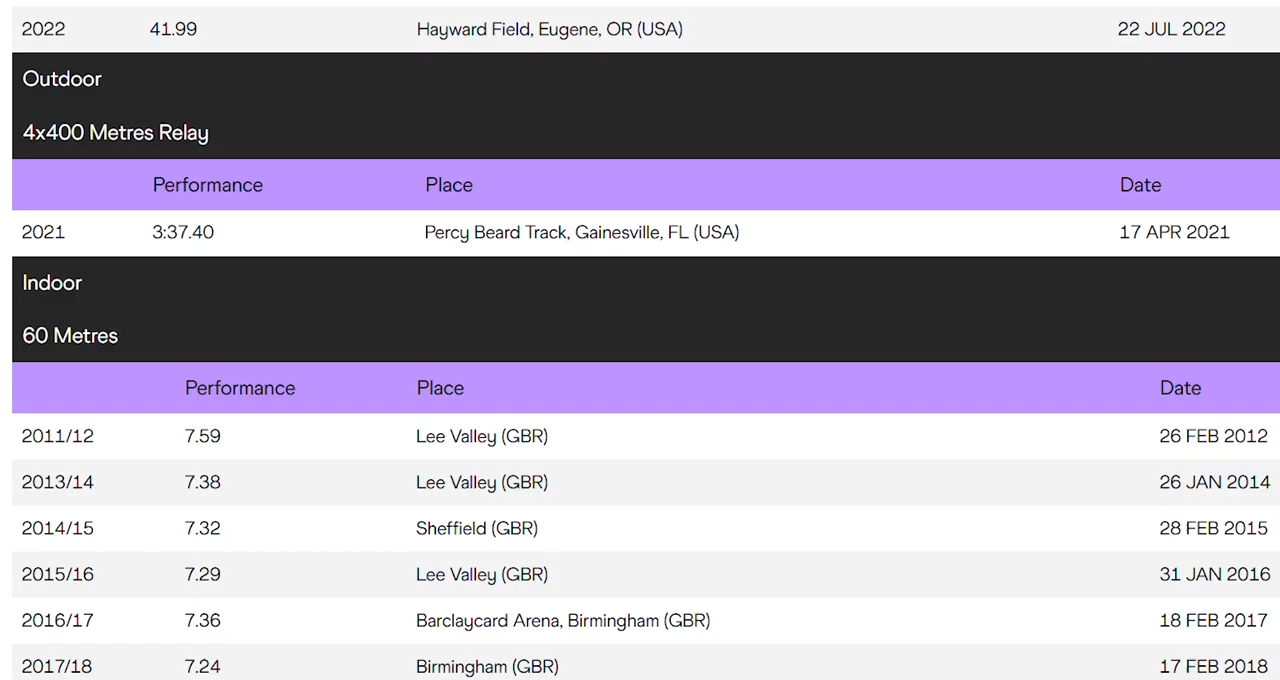 2022 41.99 Hayward Field, Eugene, OR (USA) 22 JUL 2022
Outdoor
4x400 Metres Relay
Performance Place Date
2021 3:37.40 Percy Beard Track, Gainesville, FL (USA) 17 APR 2021
Indoor
60 Metres
Performance Place Date
2011/12 7.59 Lee Valley (GBR) 26 FEB 2012
2013/14 7.38 Lee Valley (GBR) 26 JAN 2014
2014/15 7.32 Sheffield (GBR) 28 FEB 2015
2015/16 7.29 Lee Valley (GBR) 31 JAN 2016
2016/17 7.36 Barclaycard Arena, Birmingham (GBR) 18 FEB 2017
2017/18 7.24 Birmingham (GBR) 17 FEB 2018